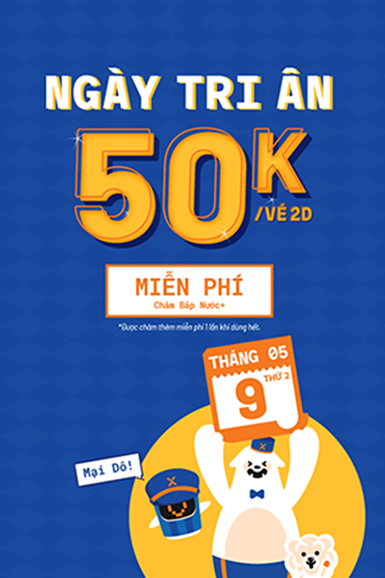 NGÀY TRI ÂN
50K
/VÉ 2D
MIỄN PHÍ
Châm Bắp Nước*
*Được châm thêm miễn phí 1 lần khi dùng hết.
THÁNG 05
9
THỨ 2
Mại Dô!